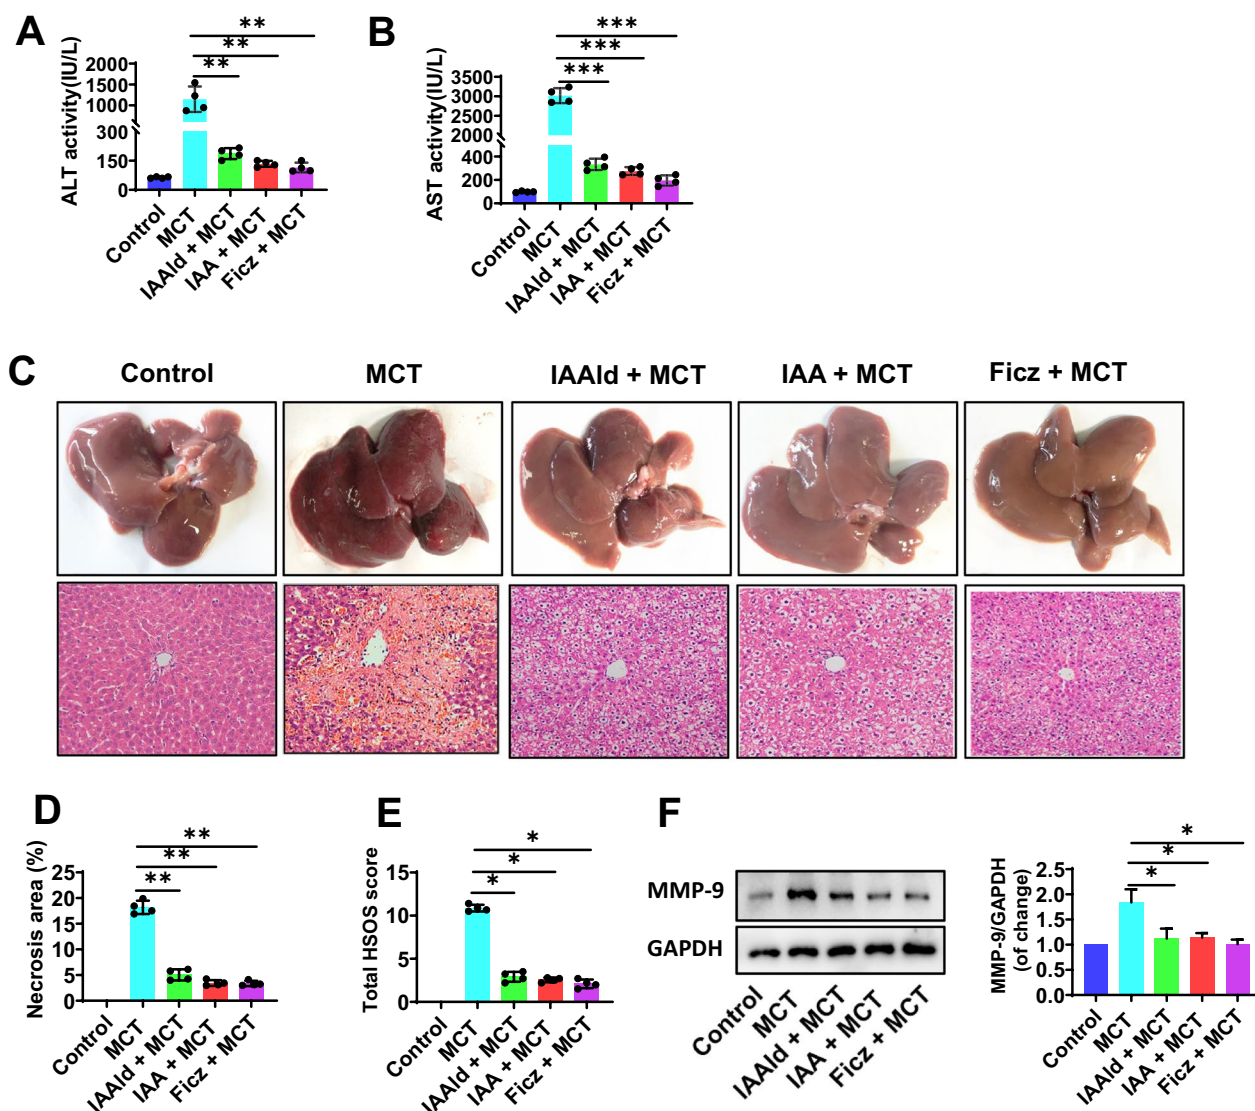 A
ALT activity(IU/L)
2000
1500
1000
300
150
0
**
**
**
Control
MCT
IAAld + MCT
IAA + MCT
Ficz + MCT
B
AST activity(IU/L)
3500
3000
2500
2000
400
200
0
***
***
***
Control
MCT
IAAld + MCT
IAA + MCT
Ficz + MCT
C
Control
MCT
IAAld + MCT
IAA + MCT
Ficz + MCT
D
Necrosis area (%)
25
20
15
10
5
0
**
**
**
Control
MCT
IAAld + MCT
IAA + MCT
Ficz + MCT
E
Total HSOS score
15
10
5
0
*
*
*
Control
MCT
IAAld + MCT
IAA + MCT
Ficz + MCT
F
MMP-9
GAPDH
Control
MCT
IAAld + MCT
IAA + MCT
Ficz + MCT
MMP-9/GAPDH
(of change)
2.5
2.0
1.5
1.0
0.5
0.0
*
*
*
Control
MCT
IAAld + MCT
IAA + MCT
Ficz + MCT